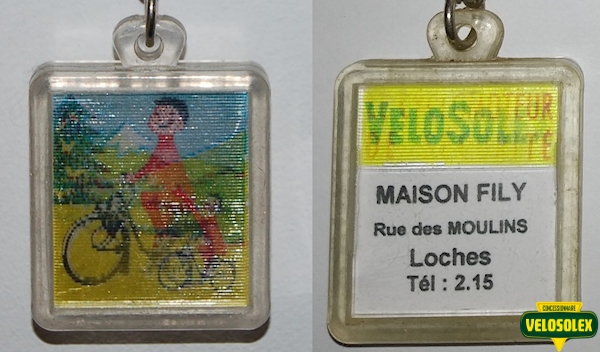 VELOSOLEX
MAISON FILY
Rue des MOULINS
Loches
Tél : 2.15
CONCESSIONNAIRE
VELOSOLEX